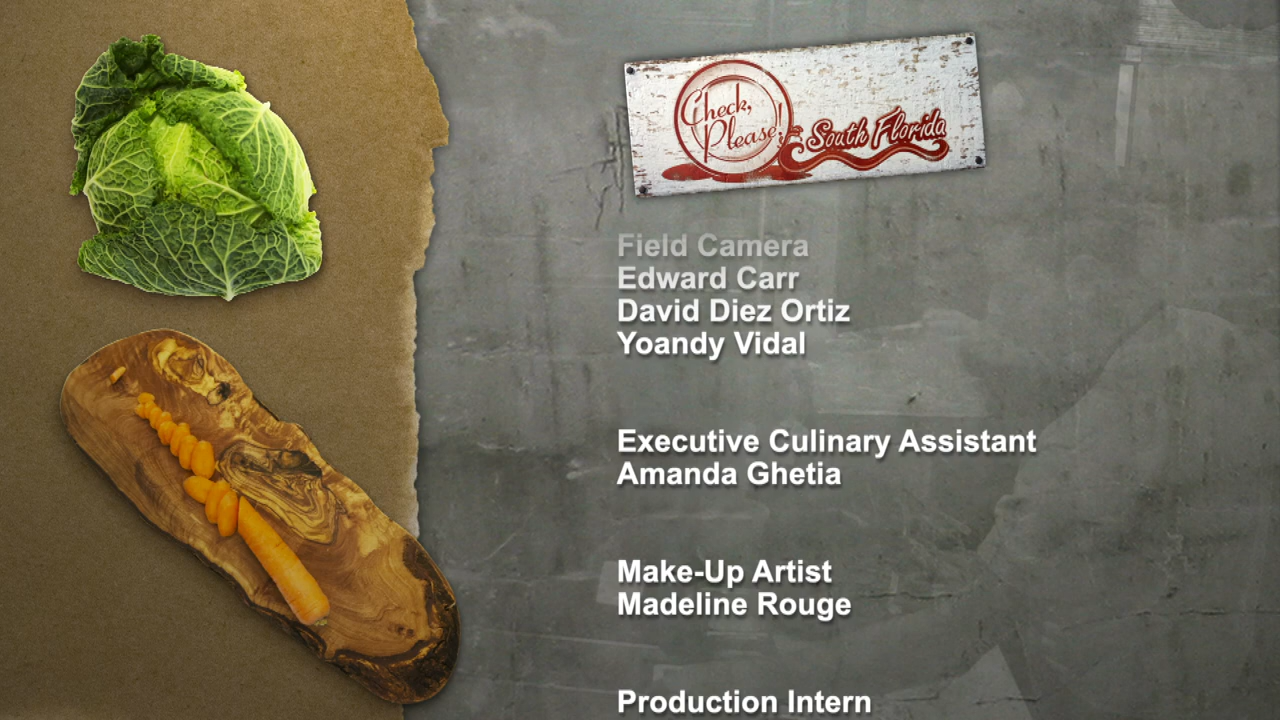 Check,
Please!
South Florida
Field Camera
Edward Carr
David Diez Ortiz
Yoandy Vidal
Executive Culinary Assistant
Amanda Ghetia
Make-Up Artist
Madeline Rouge
Production Intern